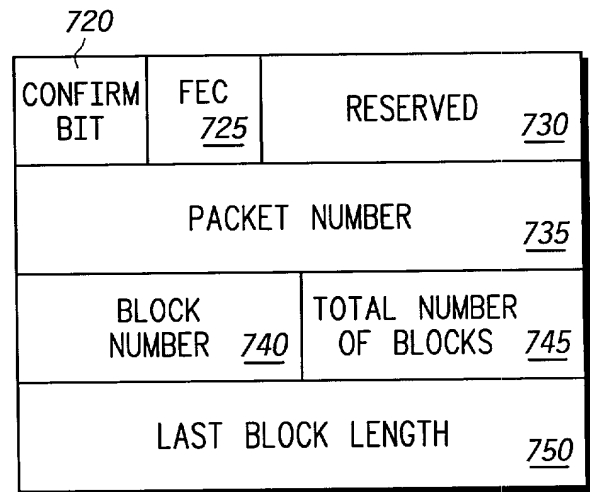 720
CONFIRM BIT
FEC
725
RESERVED
730
PACKET NUMBER
735
BLOCK NUMBER 740
TOTAL NUMBER OF BLOCKS 745
LAST BLOCK LENGTH
750